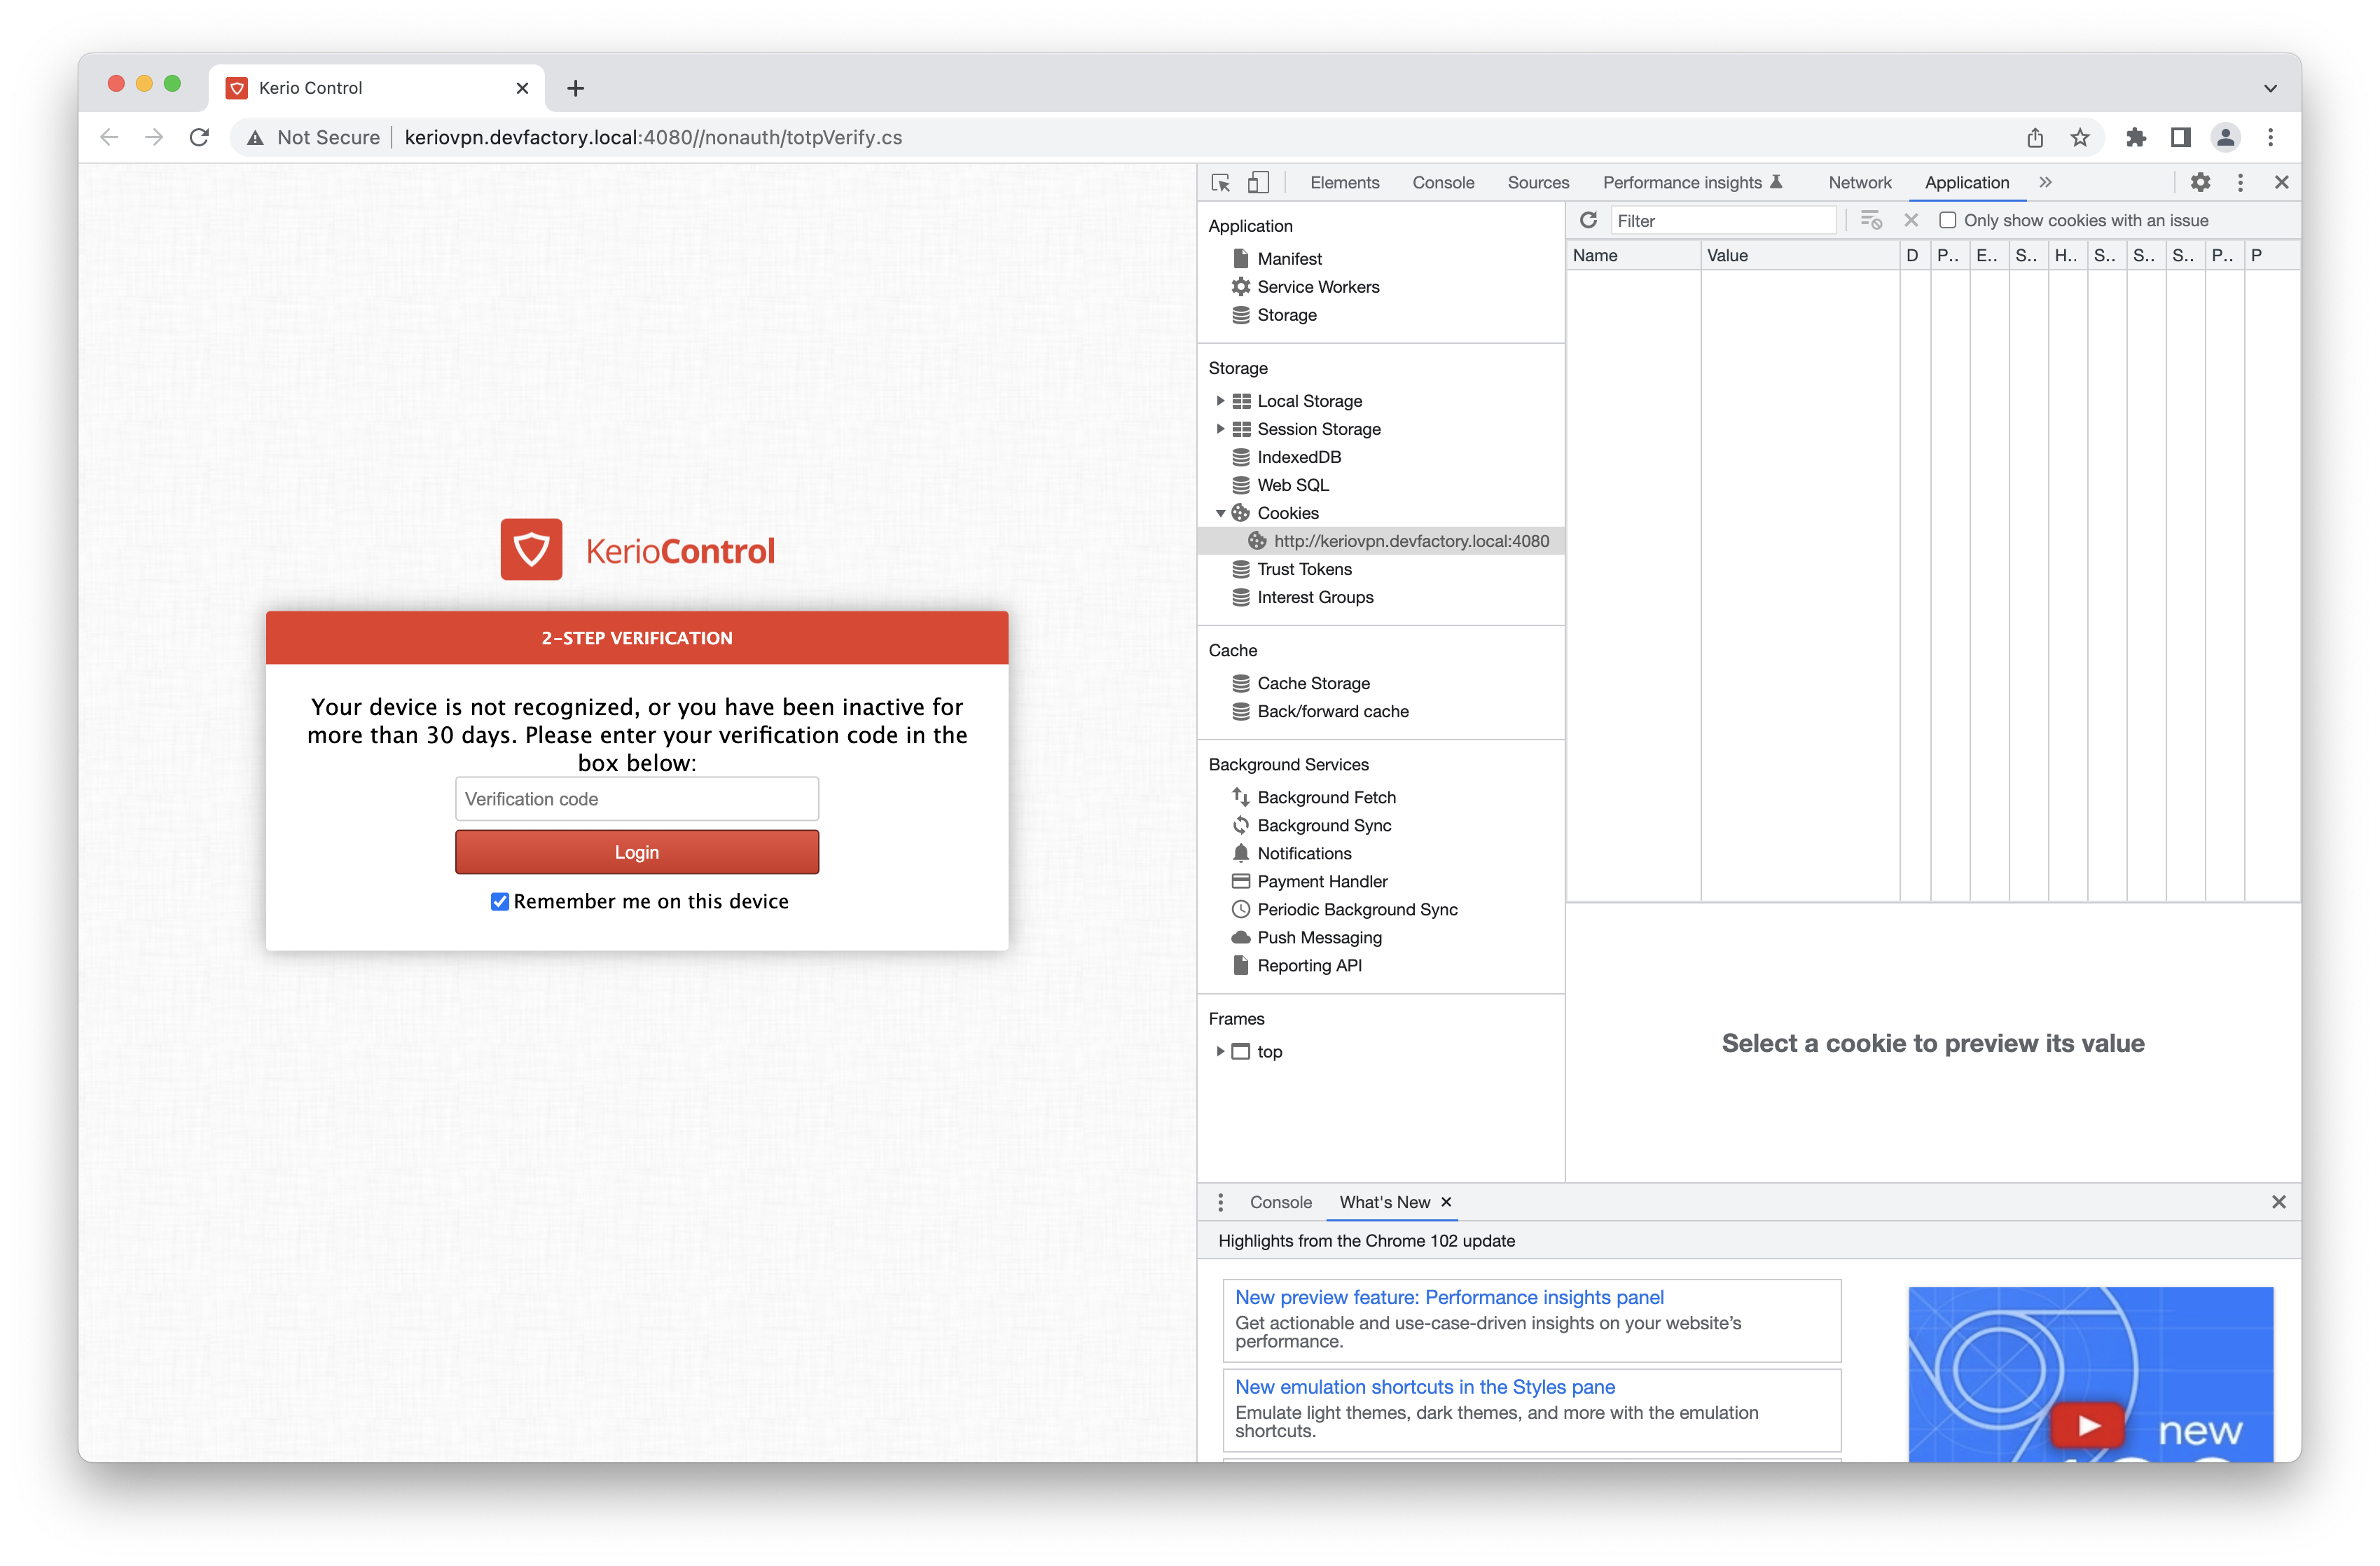 Kerio Control
Not Secure
keriovpn.devfactory.local:4080//nonauth/totpVerify.cs
KerioControl
2-STEP VERIFICATION
Your device is not recognized, or you have been inactive for
more than 30 days. Please enter your verification code in the
box below:
Verification code
Login
Remember me on this device
Elements
Console
Sources
Performance insights
Network
Application
Application
Manifest
Service Workers
Storage
Storage
Local Storage
Session Storage
IndexedDB
Web SQL
Cookies
http://keriovpn.devfactory.local:4080
Trust Tokens
Interest Groups
Cache
Cache Storage
Back/forward cache
Background Services
Background Fetch
Background Sync
Notifications
Payment Handler
Periodic Background Sync
Push Messaging
Reporting API
Frames
top
Filter
Only show cookies with an issue
Name
Value
D
P..
E..
S..
H..
S..
S..
S..
P..
P
Select a cookie to preview its value
Console
What's New
Highlights from the Chrome 102 update
New preview feature: Performance insights panel
Get actionable and use-case-driven insights on your website’s
performance.
New emulation shortcuts in the Styles pane
Emulate light themes, dark themes, and more with the emulation
shortcuts.
new